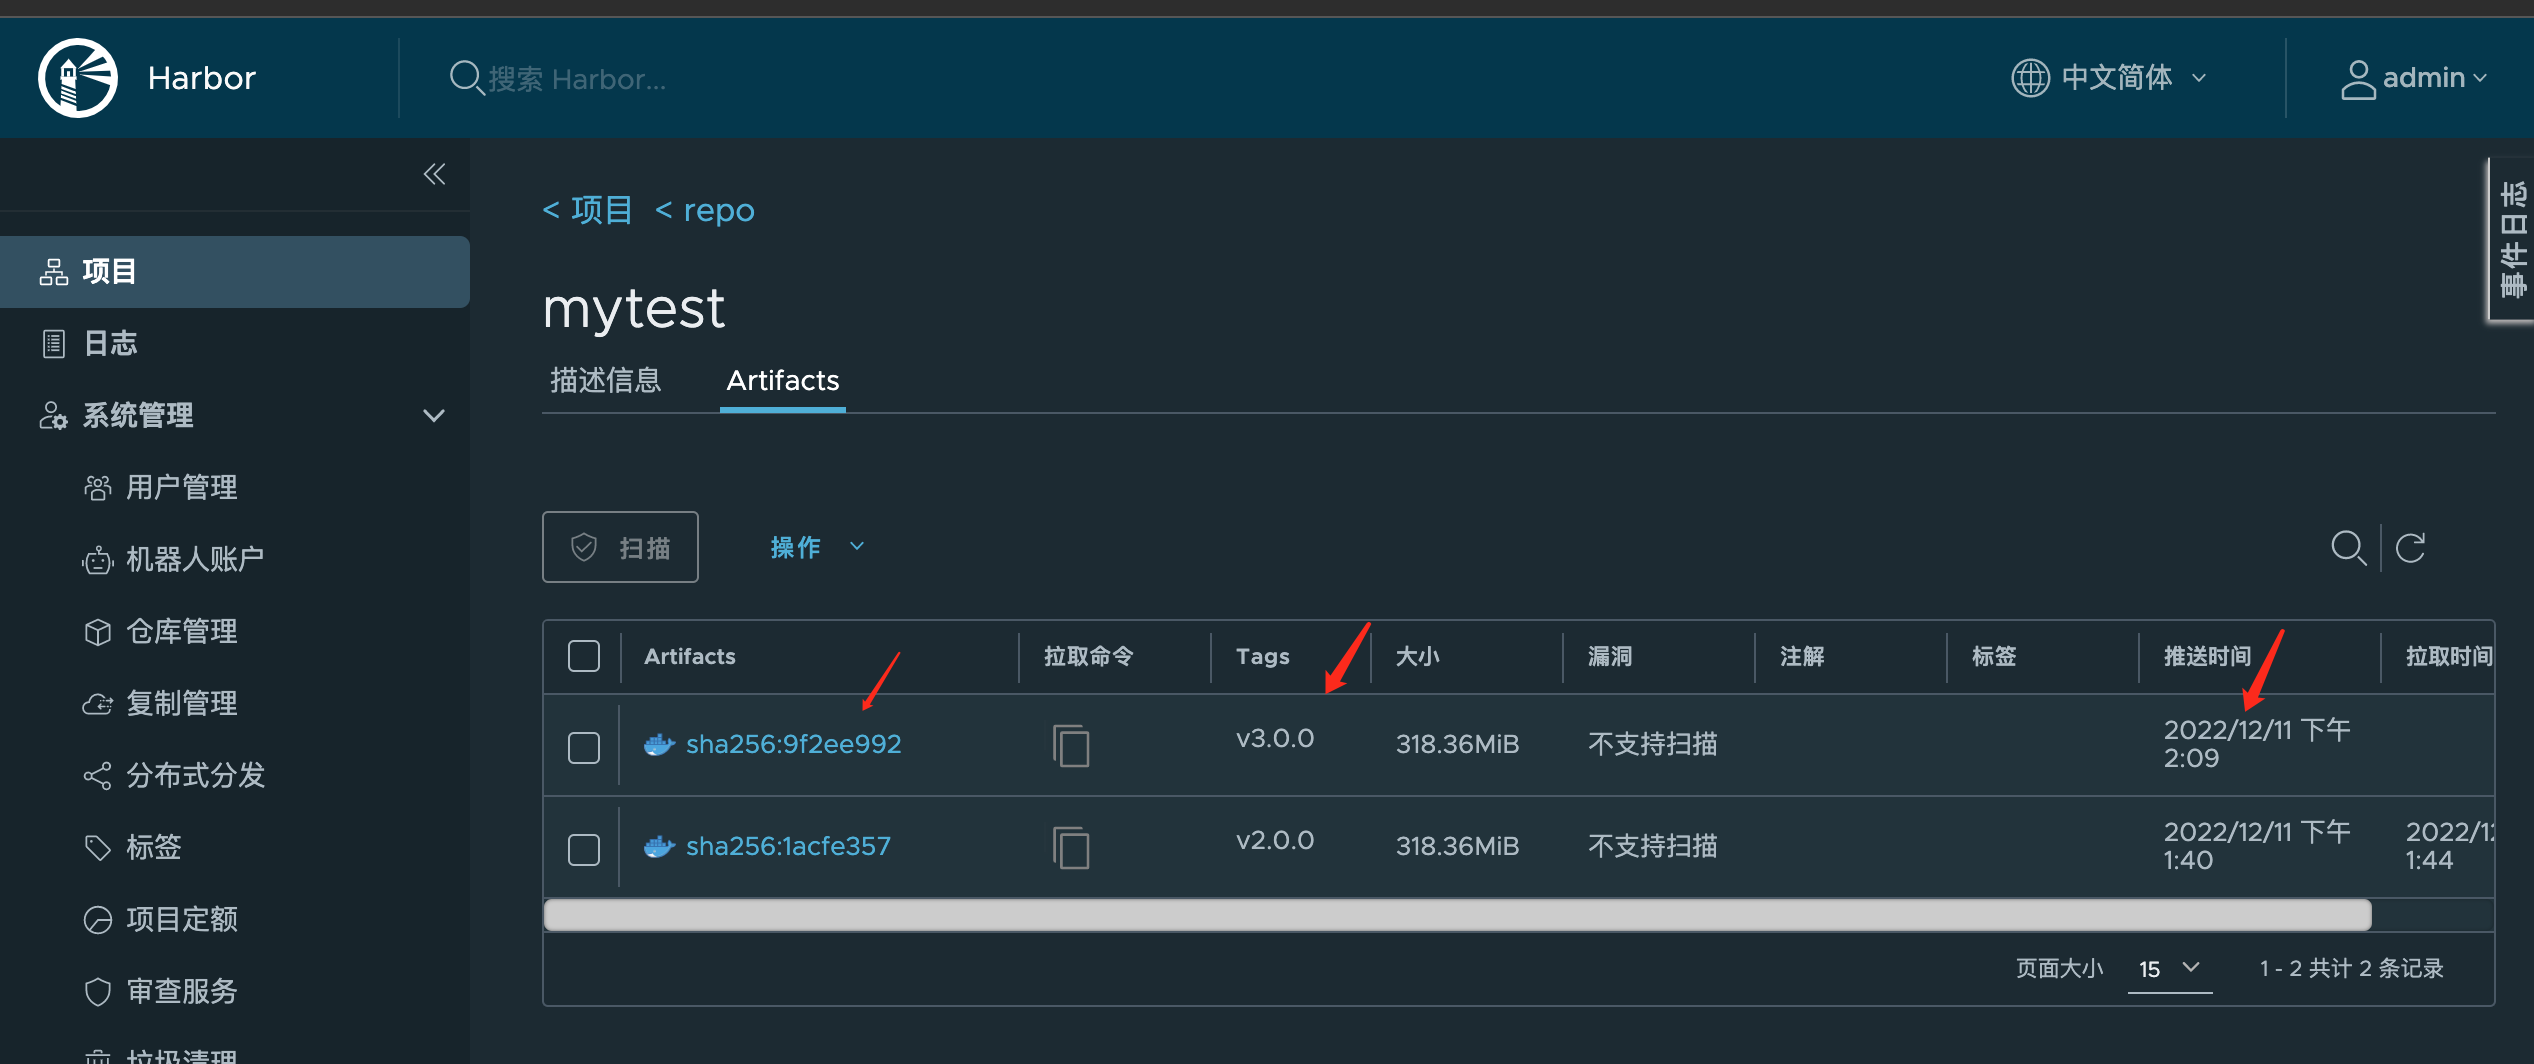 Harbor
搜索 Harbor...
中文简体
admin
项目
日志
系统管理
用户管理
机器人账户
仓库管理
复制管理
分布式分发
标签
项目定额
审查服务
垃圾清理
< 项目 < repo
mytest
描述信息 Artifacts
扫描 操作
Artifacts 拉取命令 Tags 大小 漏洞 注解 标签 推送时间 拉取时间
sha256:9f2ee992 v3.0.0 318.36MiB 不支持扫描 2022/12/11 下午
2:09
sha256:1acfe357 v2.0.0 318.36MiB 不支持扫描 2022/12/11 下午 2022/12
1:40 1:44
页面大小 15 1 - 2 共计 2 条记录
事件日志